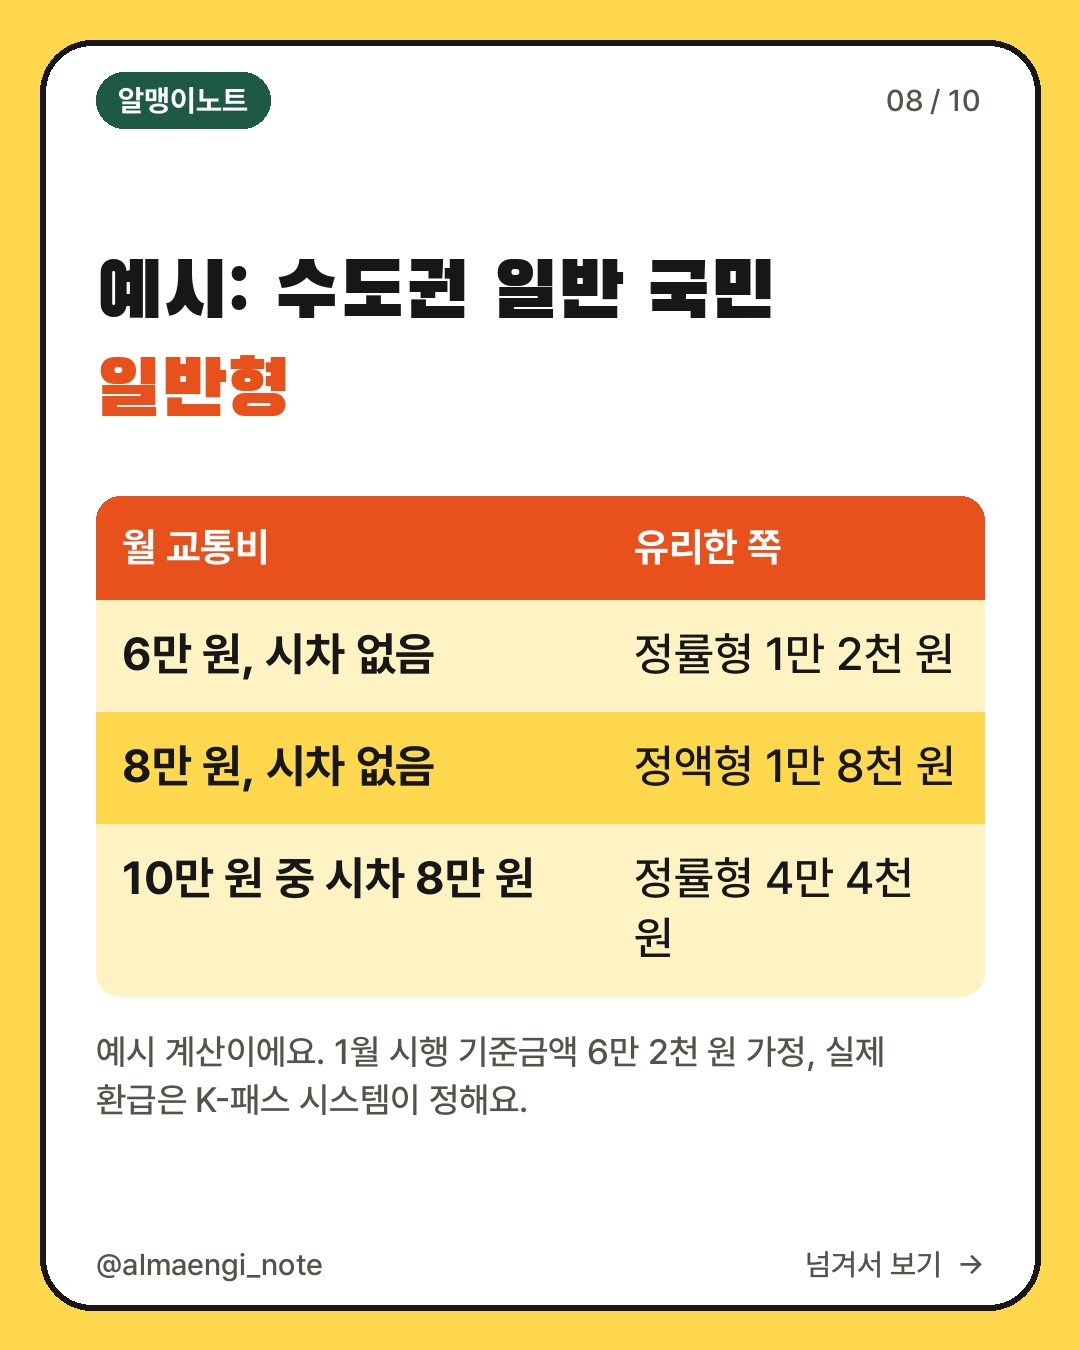 알맹이노트
08 / 10
예시: 수도권 일반 국민
일반형
월 교통비 유리한 쪽
6만 원, 시차 없음 정률형 1만 2천 원
8만 원, 시차 없음 정액형 1만 8천 원
10만 원 중 시차 8만 원 정률형 4만 4천
원
예시 계산이에요. 1월 시행 기준금액 6만 2천 원 가정, 실제
환급은 K-패스 시스템이 정해요.
@almaengi_note
넘겨서 보기 →